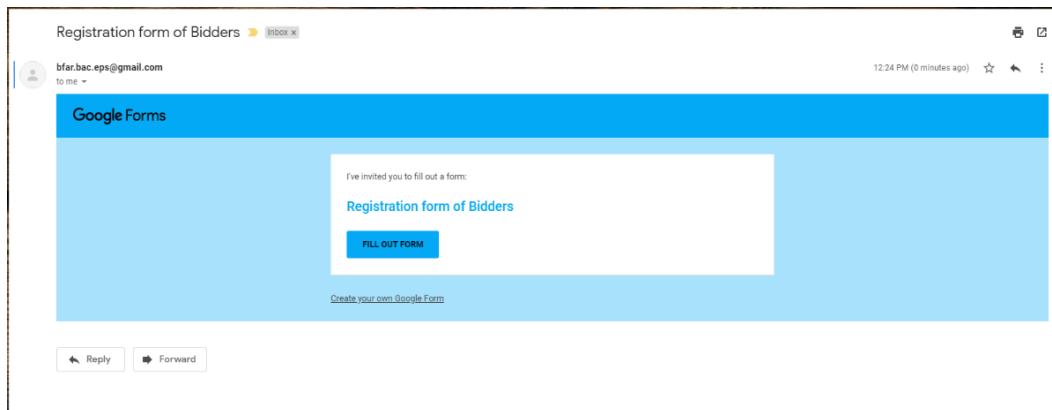 Registration form of Bidders
Inbox x
bfar.bac.eps@gmail.com
12:24 PM (0 minutes ago)
to me
Google Forms
I've invited you to fill out a form:
Registration form of Bidders
FILL OUT FORM
Create your own Google Form
Reply
Forward